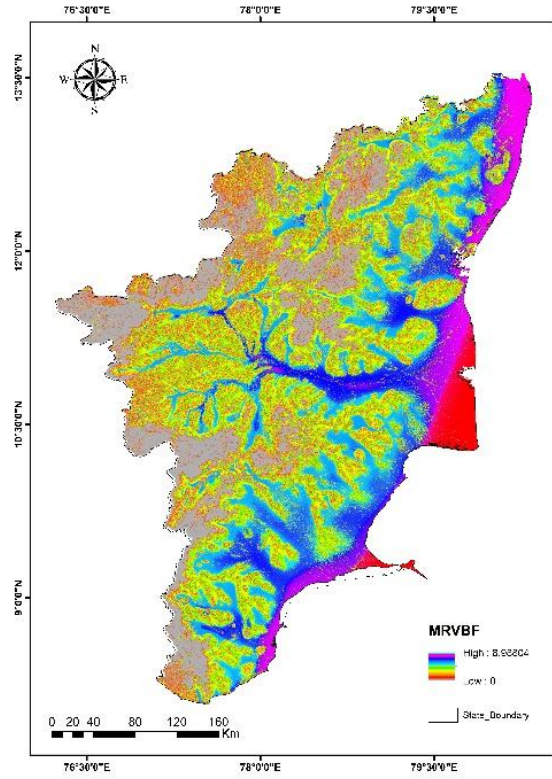 76°30'0"E 78°0'0"E 79°30'0"E
N
W E
S
13°30'0"N
12°0'0"N
10°30'0"N
9°0'0"N
MRVBF
High : 8.98804
Low : 0
State_Boundary
0 20 40 80 120 160
Km
76°30'0"E 78°0'0"E 79°30'0"E